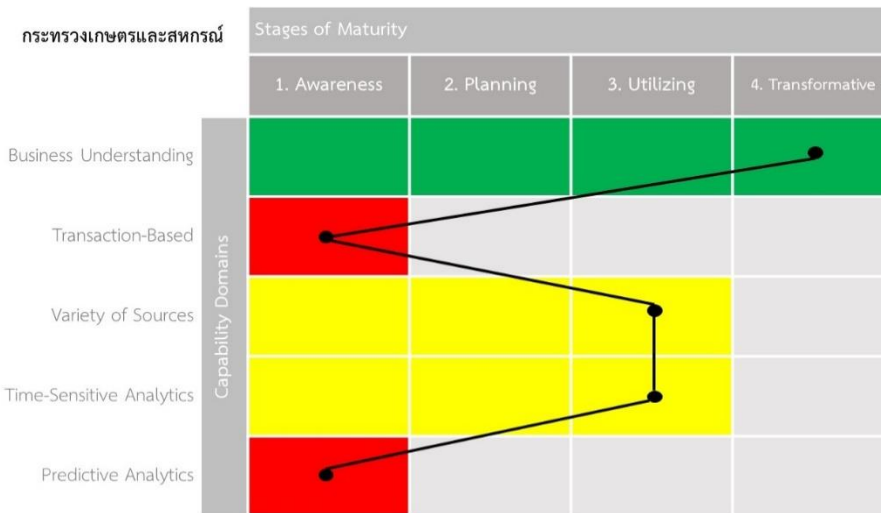 กระทรวงเกษตรและสหกรณ์
Stages of Maturity
1. Awareness
2. Planning
3. Utilizing
4. Transformative
Capability Domains
Business Understanding
Transaction-Based
Variety of Sources
Time-Sensitive Analytics
Predictive Analytics